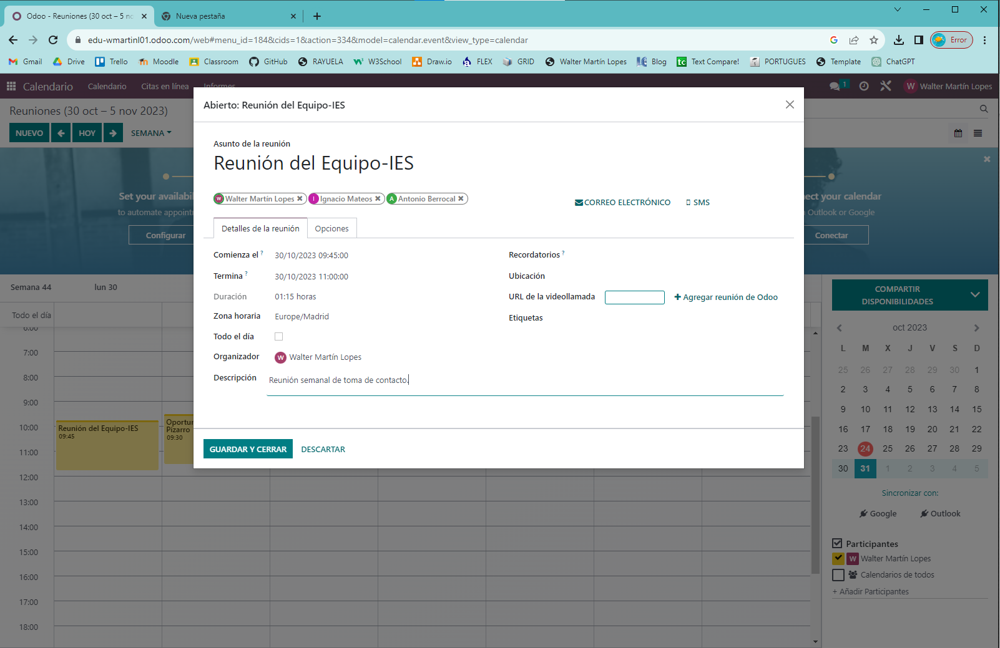 Odoo - Reuniones (30 oct – 5 no
Nueva pestaña
edu-wmartinl01.odoo.com/web#menu_id=184&cids=1&action=334&model=calendar.event&view_type=calendar
Error
Gmail Drive Trello Moodle Classroom GitHub RAYUELA W3School Draw.io FLEX GRID Walter Martín Lopes Blog Text Compare! PORTUGUES Template ChatGPT
Calendario Calendario Citas en línea Informes 1 W Walter Martín Lopes
Reuniones (30 oct – 5 nov 2023)
NUEVO HOY SEMANA
Abierto: Reunión del Equipo-IES
Asunto de la reunión
Reunión del Equipo-IES
W Walter Martín Lopes I Ignacio Mateos A Antonio Berrocal
CORREO ELECTRÓNICO SMS
Detalles de la reunión Opciones
Comienza el ? 30/10/2023 09:45:00
Termina ? 30/10/2023 11:00:00
Duración 01:15 horas
Zona horaria Europe/Madrid
Todo el día
Organizador W Walter Martín Lopes
Descripción Reunión semanal de toma de contacto.
Recordatorios ?
Ubicación
URL de la videollamada Agregar reunión de Odoo
Etiquetas
GUARDAR Y CERRAR DESCARTAR
Set your availabil
to automate appoint
Configurar
ect your calendar
Outlook or Google
Conectar
Semana 44 lun 30
Todo el día
6:00
7:00
8:00
9:00
10:00
11:00
12:00
13:00
14:00
15:00
16:00
17:00
18:00
Reunión del Equipo-IES
09:45
Oportun
Pizarro
09:30
COMPARTIR
DISPONIBILIDADES
oct 2023
L M X J V S D
25 26 27 28 29 30 1
2 3 4 5 6 7 8
9 10 11 12 13 14 15
16 17 18 19 20 21 22
23 24 25 26 27 28 29
30 31 1 2 3 4 5
Sincronizar con:
Google Outlook
Participantes
W Walter Martín Lopes
Calendarios de todos
+ Añadir Participantes